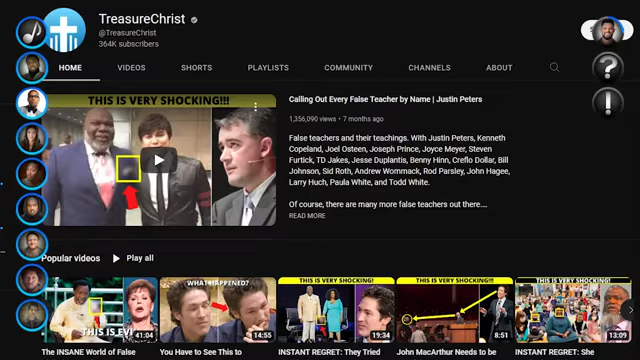 TreasureChrist
@TreasureChrist
364K subscribers
HOME VIDEOS SHORTS PLAYLISTS COMMUNITY CHANNELS ABOUT
THIS IS VERY SHOCKING!!!
Calling Out Every False Teacher by Name | Justin Peters
1,356,090 views • 7 months ago
False teachers and their teachings. With Justin Peters, Kenneth
Copeland, Joel Osteen, Joseph Prince, Joyce Meyer, Steven
Furtick, TD Jakes, Jesse Duplantis, Benny Hinn, Creflo Dollar, Bill
Johnson, Sid Roth, Andrew Wommack, Rod Parsley, John Hagee,
Larry Huch, Paula White, and Todd White.
Of course, there are many more false teachers out there....
READ MORE
Popular videos Play all
THIS IS EVI
41:04
WHAT HAPPENED?
14:55
THIS IS VERY SHOCKING!
19:34
THIS IS VERY SHOCKING!!!
8:51
THIS IS VERY SHOCKING!
13:09
The INSANE World of False
You Have to See This to
INSTANT REGRET: They Tried
John MacArthur Needs to be
INSTANT REGRET: She